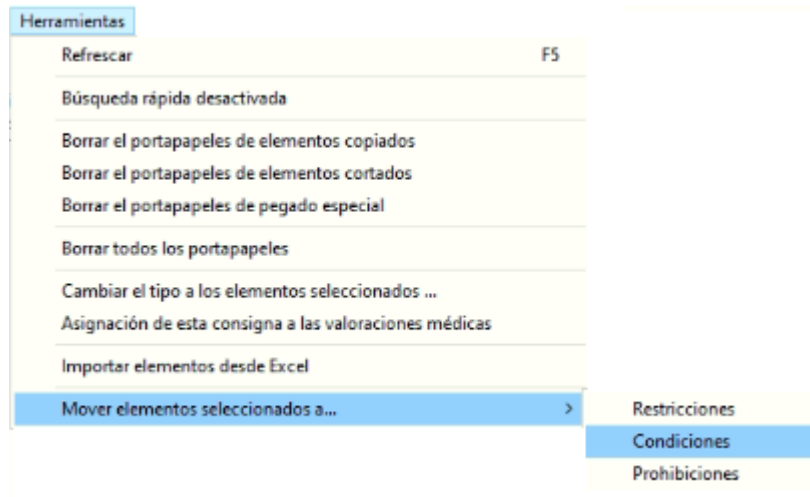 Herramientas
Refrescar F5
Búsqueda rápida desactivada
Borrar el portapapeles de elementos copiados
Borrar el portapapeles de elementos cortados
Borrar el portapapeles de pegado especial
Borrar todos los portapapeles
Cambiar el tipo a los elementos seleccionados ...
Asignación de esta consigna a las valoraciones médicas
Importar elementos desde Excel
Mover elementos seleccionados a... >
Restricciones
Condiciones
Prohibiciones